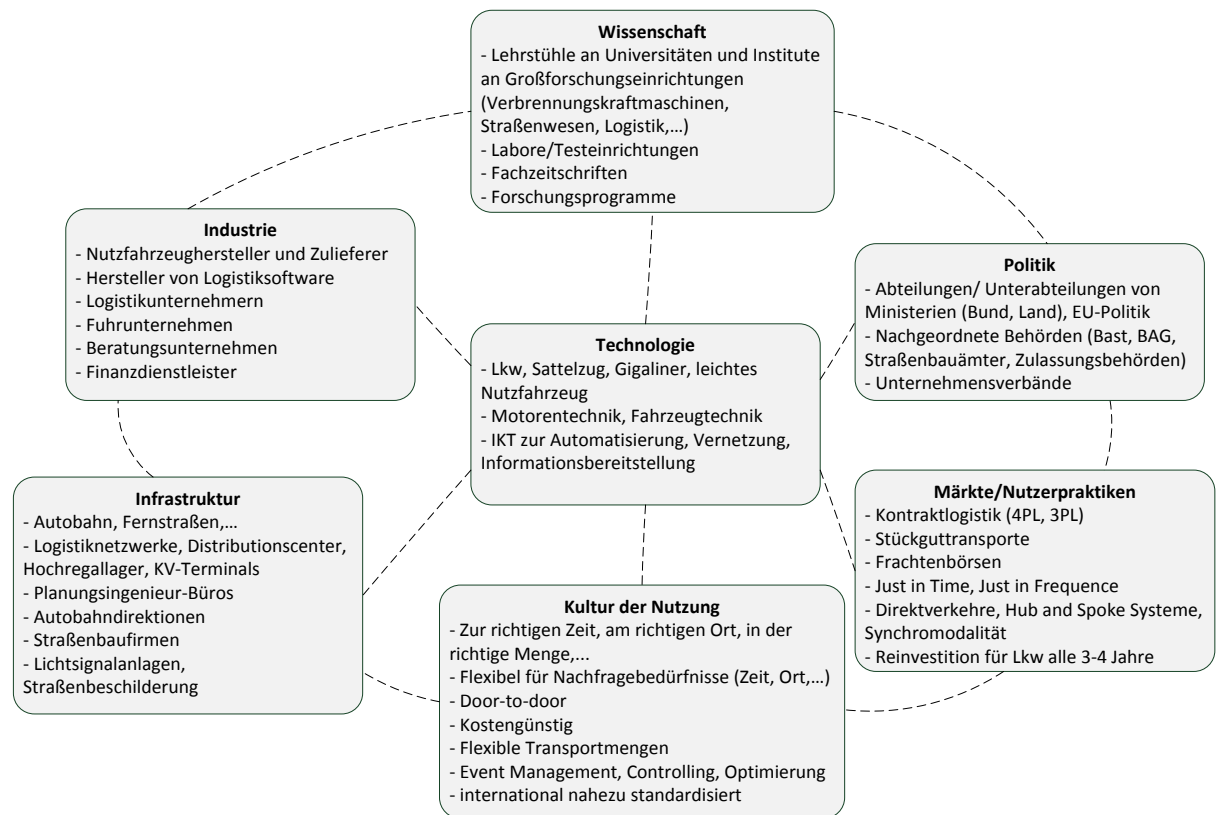 Wissenschaft
- Lehrstühle an Universitäten und Institute
an Großforschungseinrichtungen
(Verbrennungskraftmaschinen,
Straßenwesen, Logistik,…)
- Labore/Testeinrichtungen
- Fachzeitschriften
- Forschungsprogramme
Industrie
- Nutzfahrzeughersteller und Zulieferer
- Hersteller von Logistiksoftware
- Logistikunternehmern
- Fuhrunternehmen
- Beratungsunternehmen
- Finanzdienstleister
Politik
- Abteilungen/ Unterabteilungen von
Ministerien (Bund, Land), EU-Politik
- Nachgeordnete Behörden (Bast, BAG,
Straßenbauämter, Zulassungsbehörden)
- Unternehmensverbände
Technologie
- Lkw, Sattelzug, Gigaliner, leichtes
Nutzfahrzeug
- Motorentechnik, Fahrzeugtechnik
- IKT zur Automatisierung, Vernetzung,
Informationsbereitstellung
Infrastruktur
- Autobahn, Fernstraßen,…
- Logistiknetzwerke, Distributionscenter,
Hochregallager, KV-Terminals
- Planungsingenieur-Büros
- Autobahndirektionen
- Straßenbaufirmen
- Lichtsignalanlagen,
Straßenbeschilderung
Märkte/Nutzerpraktiken
- Kontraktlogistik (4PL, 3PL)
- Stückguttransporte
- Frachtenbörsen
- Just in Time, Just in Frequence
- Direktverkehre, Hub and Spoke Systeme,
Synchromodalität
- Reinvestition für Lkw alle 3-4 Jahre
Kultur der Nutzung
- Zur richtigen Zeit, am richtigen Ort, in der
richtige Menge,...
- Flexibel für Nachfragebedürfnisse (Zeit, Ort,…)
- Door-to-door
- Kostengünstig
- Flexible Transportmengen
- Event Management, Controlling, Optimierung
- international nahezu standardisiert